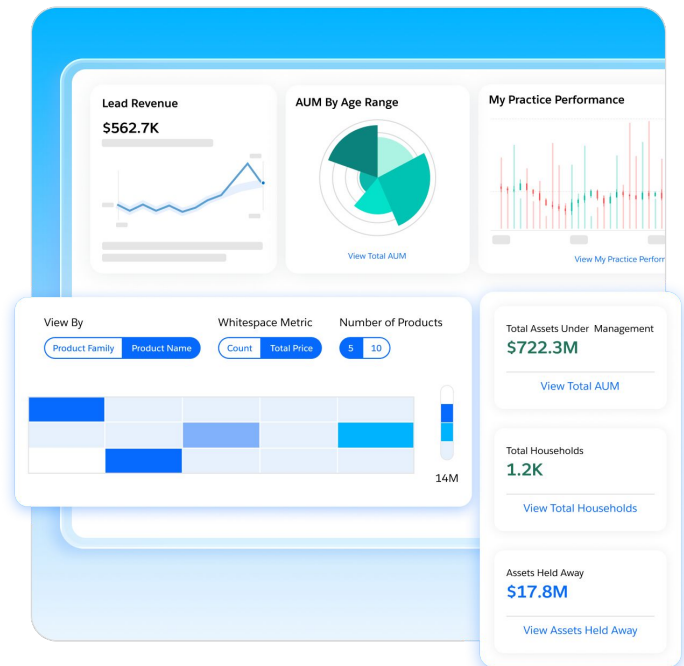 Lead Revenue
$562.7K
AUM By Age Range
View Total AUM
My Practice Performance
View My Practice Perform
View By
Product Family
Product Name
Whitespace Metric
Count
Total Price
Number of Products
5
10
14M
Total Assets Under Management
$722.3M
View Total AUM
Total Households
1.2K
View Total Households
Assets Held Away
$17.8M
View Assets Held Away